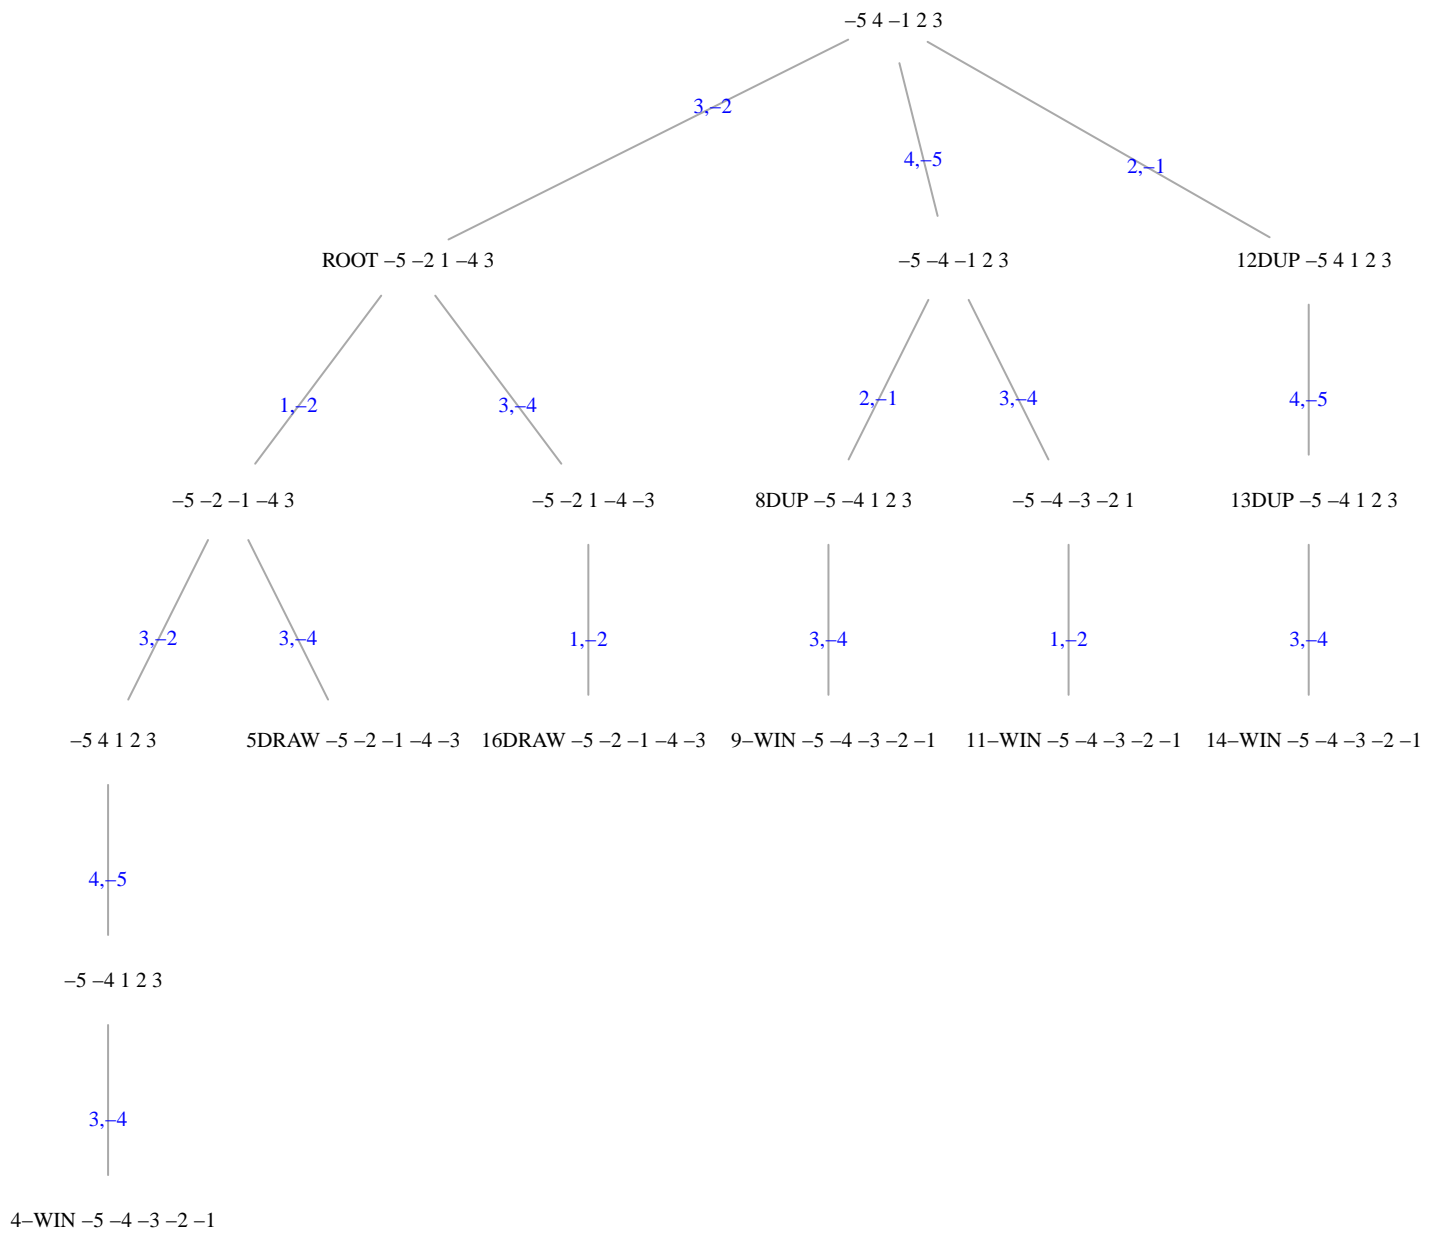 –5 4 –1 2 3
3,–2
4,–5
2,–1
ROOT –5 –2 1 –4 3
–5 –4 –1 2 3
12DUP –5 4 1 2 3
1,–2
3,–4
2,–1
3,–4
4,–5
–5 –2 –1 –4 3
–5 –2 1 –4 –3
8DUP –5 –4 1 2 3
–5 –4 –3 –2 1
13DUP –5 –4 1 2 3
3,–2
3,–4
1,–2
3,–4
1,–2
3,–4
–5 4 1 2 3
5DRAW –5 –2 –1 –4 –3
16DRAW –5 –2 –1 –4 –3
9–WIN –5 –4 –3 –2 –1
11–WIN –5 –4 –3 –2 –1
14–WIN –5 –4 –3 –2 –1
4,–5
–5 –4 1 2 3
3,–4
4–WIN –5 –4 –3 –2 –1